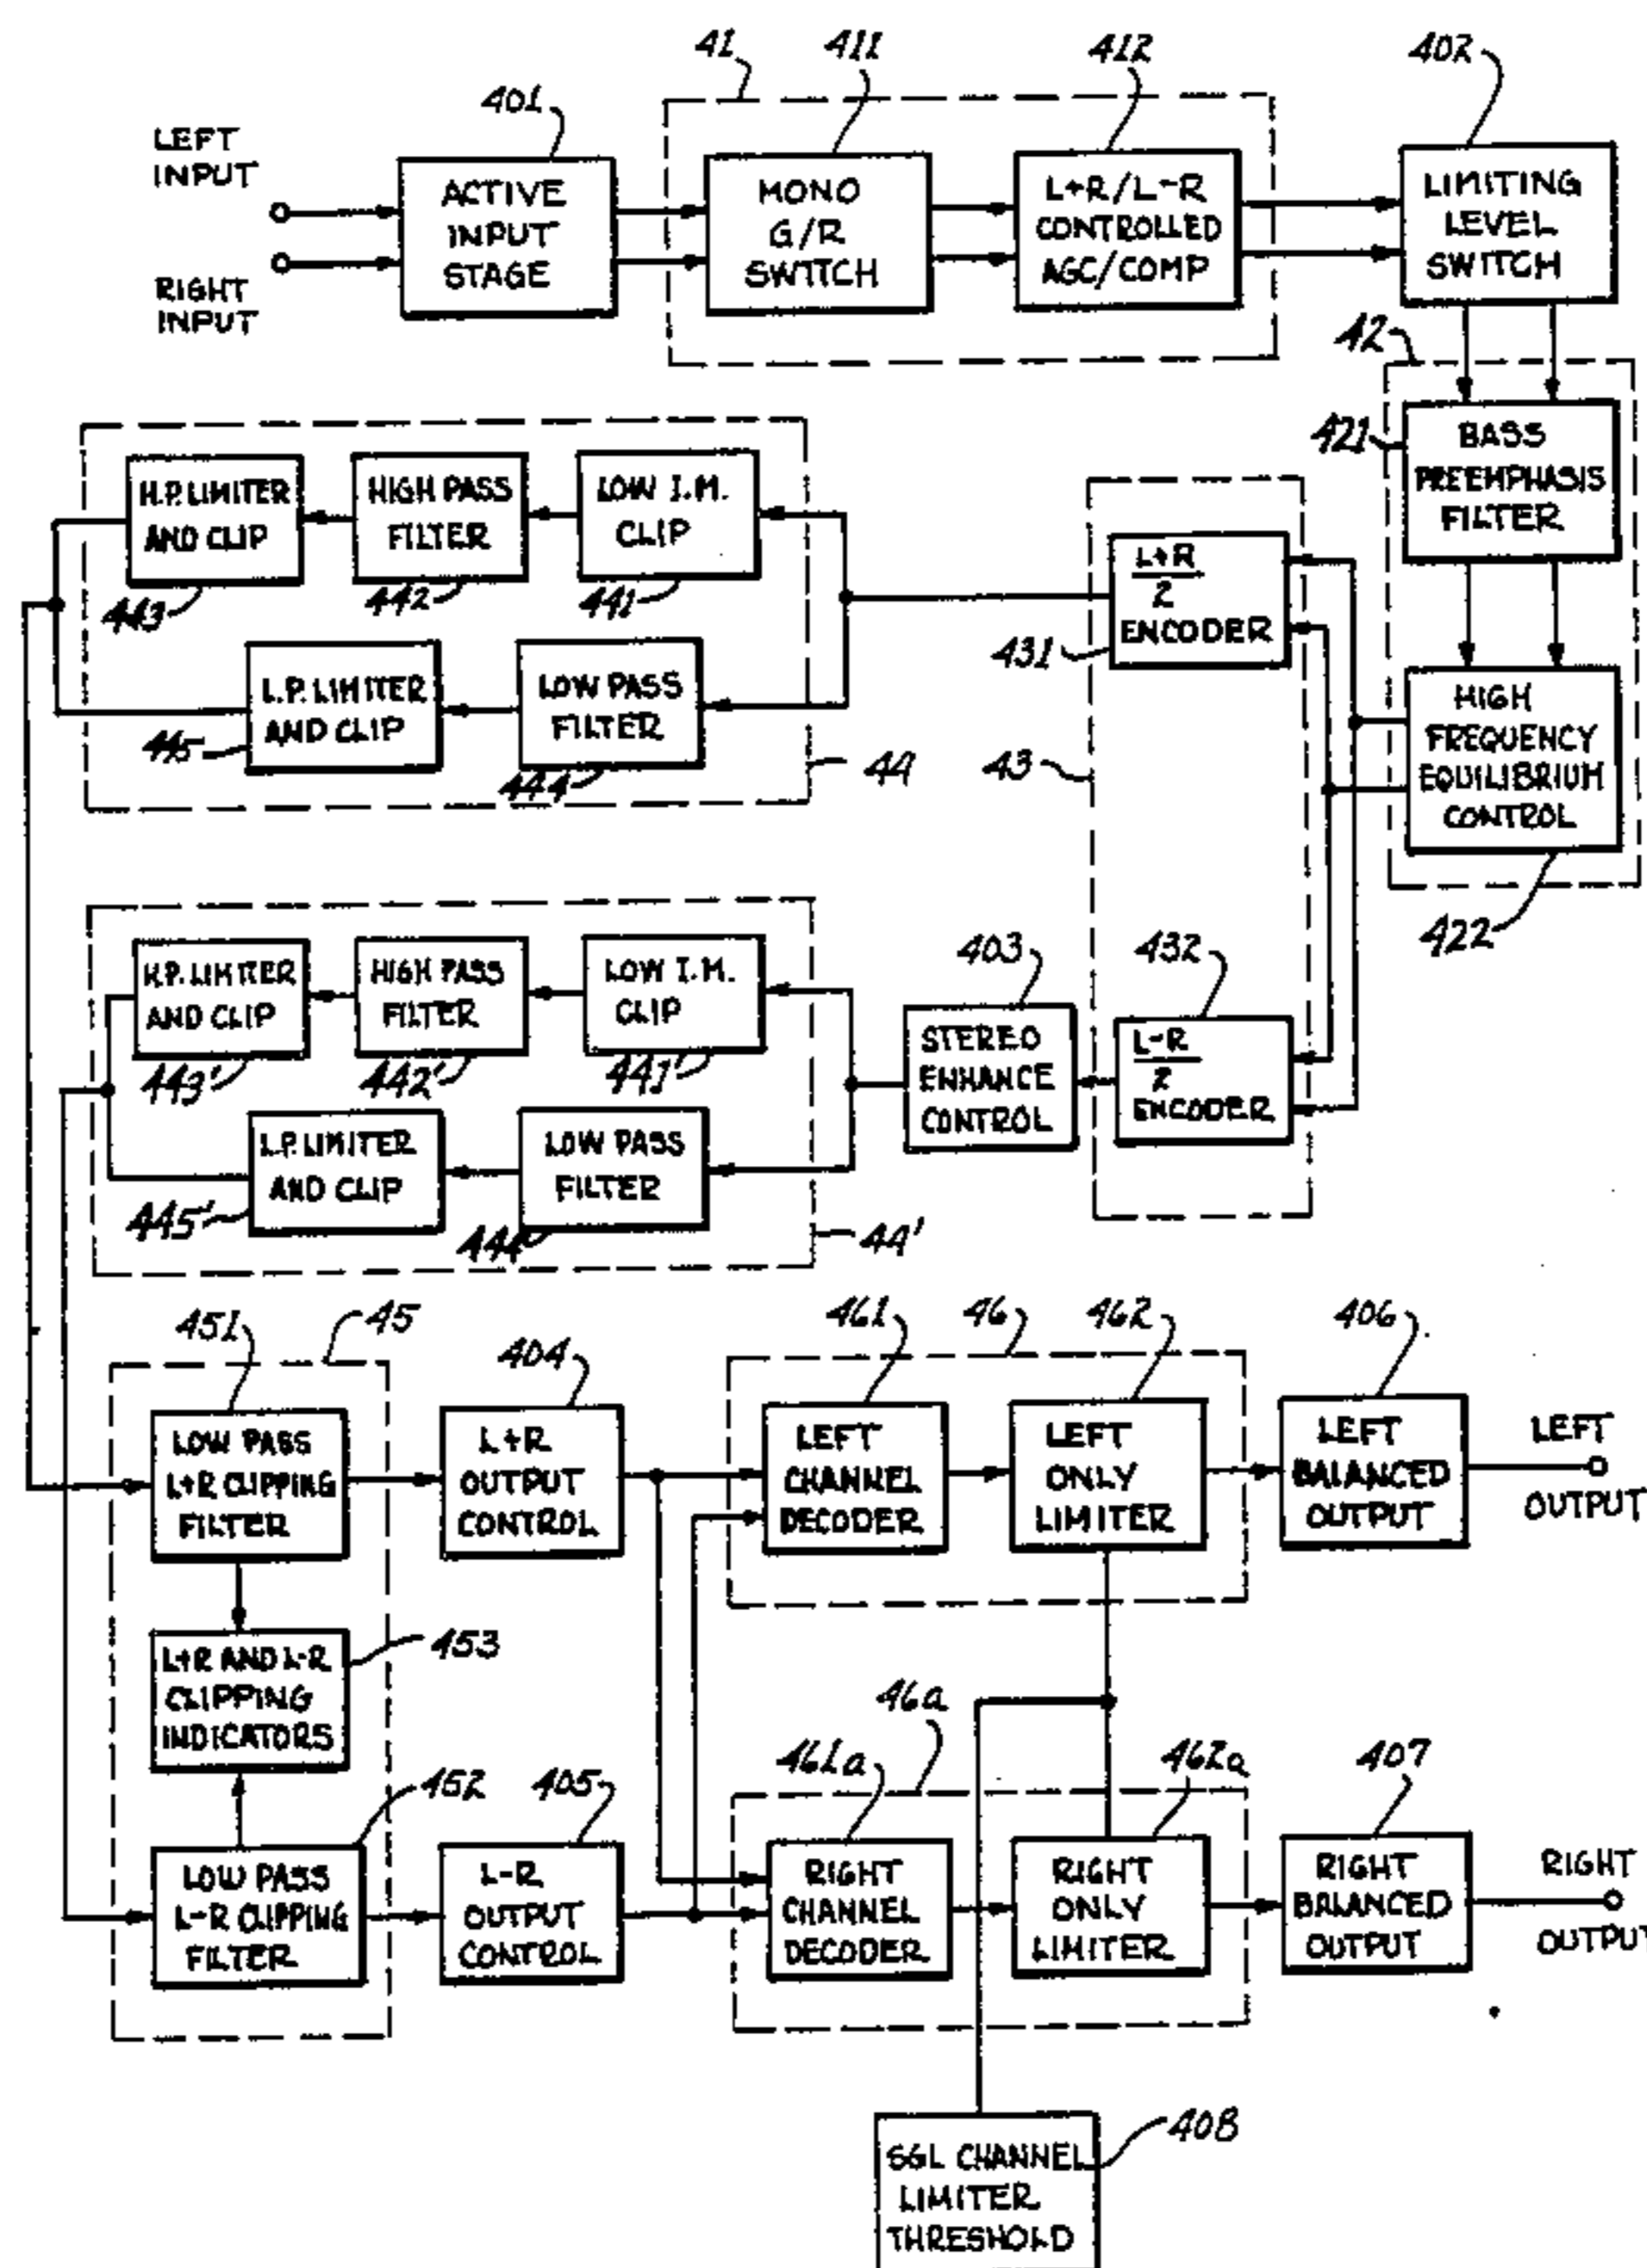 41
411
412
402
401
LEFT
INPUT
RIGHT
INPUT
ACTIVE
INPUT
STAGE
MONO
G/R
SWITCH
L+R/L-R
CONTROLLED
AGC/COMP
LIMITING
LEVEL
SWITCH
42
421
BASS
PREEMPHASIS
FILTER
HIGH
FREQUENCY
EQUILIBRIUM
CONTROL
422
H.P. LIMITER
AND CLIP
443
HIGH PASS
FILTER
442
LOW I.M.
CLIP
441
L.P. LIMITER
AND CLIP
445
LOW PASS
FILTER
444
44
43
L+R
2
ENCODER
431
H.P. LIMITER
AND CLIP
443'
HIGH PASS
FILTER
442'
LOW I.M.
CLIP
441'
L.P. LIMITER
AND CLIP
445'
LOW PASS
FILTER
444
44'
403
STEREO
ENHANCE
CONTROL
432
L-R
2
ENCODER
451
45
404
461
46
462
406
LOW PASS
L+R CLIPPING
FILTER
L+R
OUTPUT
CONTROL
LEFT
CHANNEL
DECODER
LEFT
ONLY
LIMITER
LEFT
BALANCED
OUTPUT
LEFT
OUTPUT
L+R AND L-R
CLIPPING
INDICATORS
453
452
405
46a
461a
462a
407
LOW PASS
L-R CLIPPING
FILTER
L-R
OUTPUT
CONTROL
RIGHT
CHANNEL
DECODER
RIGHT
ONLY
LIMITER
RIGHT
BALANCED
OUTPUT
RIGHT
OUTPUT
408
SGL CHANNEL
LIMITER
THRESHOLD